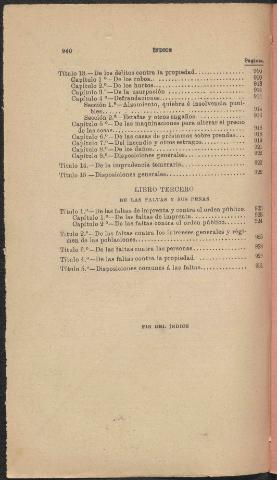 940 ÍNDICE
Páginas.
Título 13.—De los delitos contra la propiedad
Capítulo 1.º—De los robos
Capítulo 2.º—De los hurtos
Capítulo 3.º—De la usurpación
Capítulo 4.º—Defraudaciones
Sección 1.ª—Alzamiento, quiebra é insolvencia puni-
bles
Sección 2.ª—Estafas y otros engaños
Capítulo 5.º—De las maquinaciones para alterar el precio
de las cosas
Capítulo 6.º—De las casas de préstamos sobre prendas
Capítulo 7.º—Del incendio y otros estragos
Capítulo 8.º—De los daños
Capítulo 9.º—Disposiciones generales
Título 14.—De la imprudencia temeraria
Título 15.—Disposiciones generales
LIBRO TERCERO
DE LAS FALTAS Y SUS PENAS
Título 1.º—De las faltas de imprenta y contra el orden público.
Capítulo 1.º—De las faltas de imprenta
Capítulo 2.º—De las faltas contra el orden público
Título 2.º—De las faltas contra los intereses generales y régi-
men de las poblaciones
Título 3.º—De las faltas contra las personas
Título 4.º—De las faltas contra la propiedad
Título 5.º—Disposiciones comunes á las faltas
FIN DEL ÍNDICE